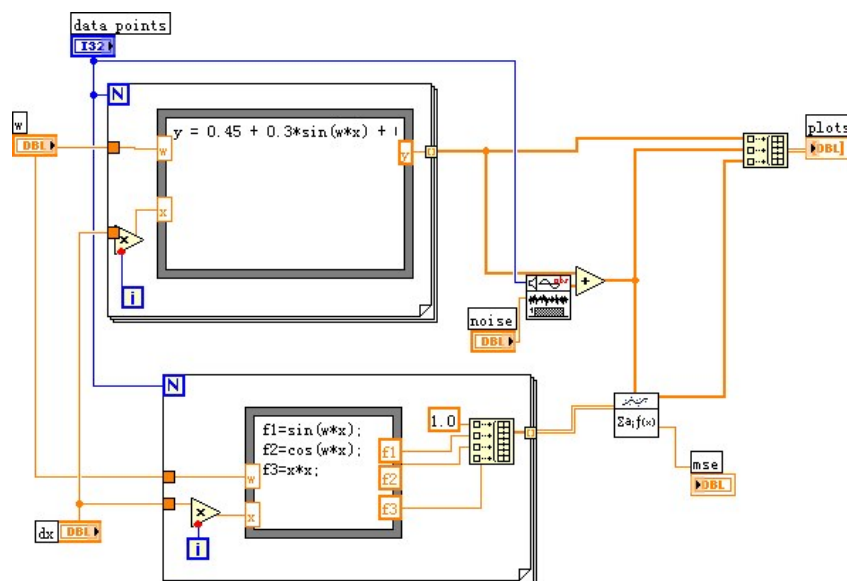 data points
I32
N
w
DBL
y = 0.45 + 0.3*sin(w*x) +
w
y
x
×
i
plots
DBL]
abs
+
noise
DBL
N
f1=sin(w*x);
f2=cos(w*x);
f3=x*x;
1.0
f1
f2
f3
w
x
×
i
dx
DBL
Σaᵢf(x)
mse
DBL